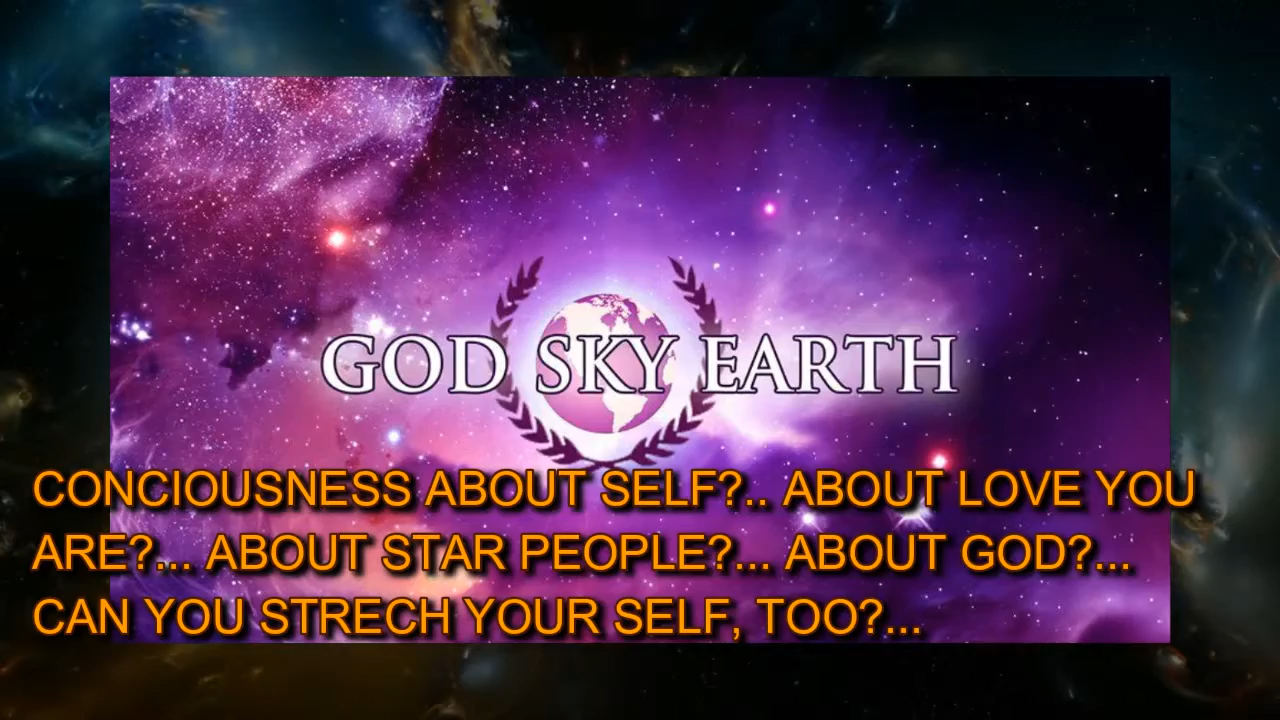 GOD SKY EARTH
CONCIOUSNESS ABOUT SELF?.. ABOUT LOVE YOU
ARE?... ABOUT STAR PEOPLE?... ABOUT GOD?...
CAN YOU STRECH YOUR SELF, TOO?...